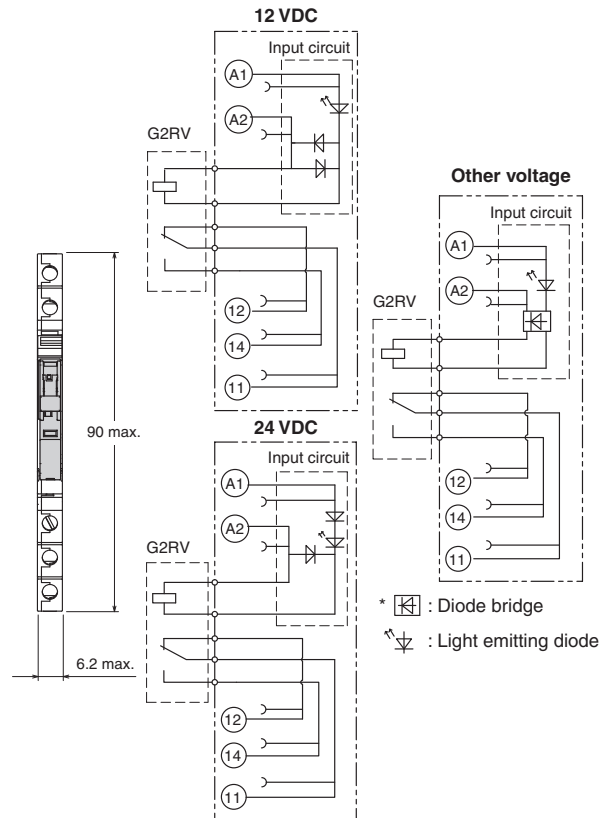 12 VDC
Input circuit
A1
A2
G2RV
12
14
11
Other voltage
Input circuit
A1
A2
G2RV
12
14
11
90 max.
6.2 max.
24 VDC
Input circuit
A1
A2
G2RV
12
14
11
* : Diode bridge
: Light emitting diode